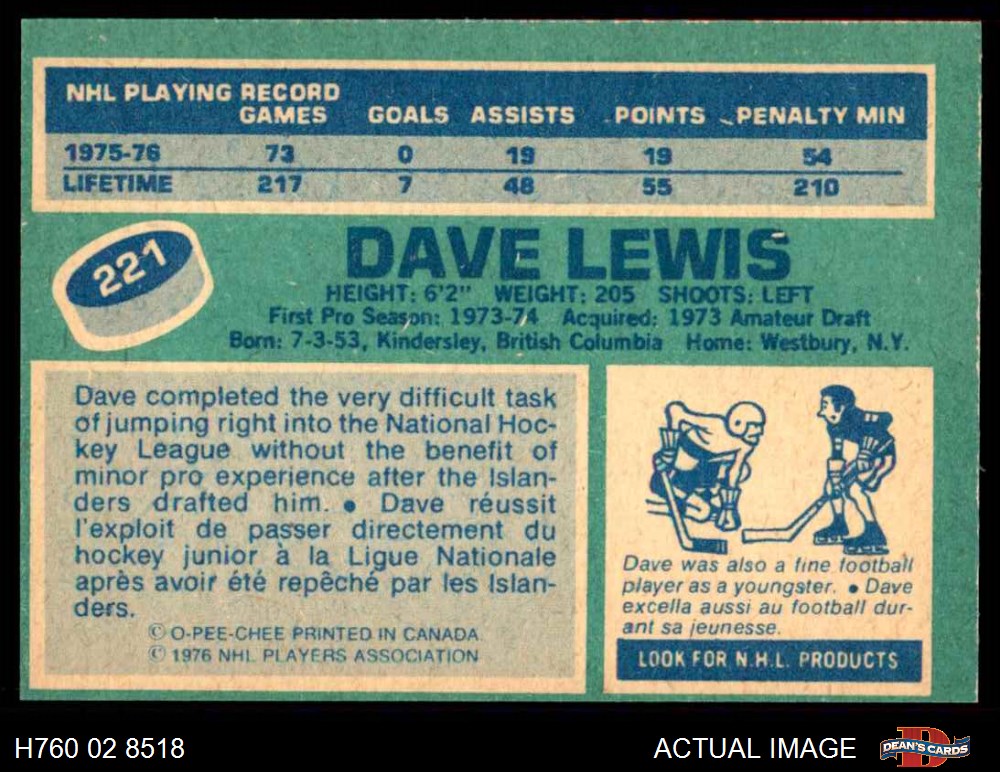 NHL PLAYING RECORD
GAMES GOALS ASSISTS POINTS PENALTY MIN
1975-76 73 0 19 19 54
LIFETIME 217 7 48 55 210
221
DAVE LEWIS
HEIGHT: 6'2" WEIGHT: 205 SHOOTS: LEFT
First Pro Season: 1973-74 Acquired: 1973 Amateur Draft
Born: 7-3-53, Kindersley, British Columbia Home: Westbury, N.Y.
Dave completed the very difficult task
of jumping right into the National Hoc-
key League without the benefit of
minor pro experience after the Islan-
ders drafted him. • Dave réussit
l'exploit de passer directement du
hockey junior à la Ligue Nationale
après avoir été repêché par les Islan-
ders.
© O-PEE-CHEE PRINTED IN CANADA
© 1976 NHL PLAYERS ASSOCIATION
Dave was also a fine football
player as a youngster. • Dave
excella aussi au football dur-
ant sa jeunesse.
LOOK FOR N.H.L. PRODUCTS
H760 02 8518
ACTUAL IMAGE
D
DEAN'S CARDS